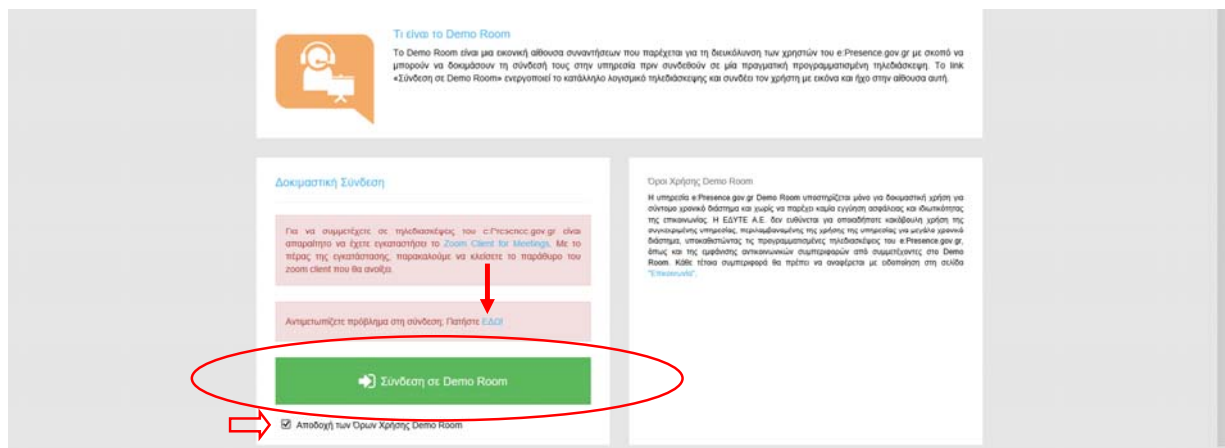 Τι είναι το Demo Room
Το Demo Room είναι μια εικονική αίθουσα συναντήσεων που παρέχεται για τη διευκόλυνση των χρηστών του e:Presence.gov.gr με σκοπό να
μπορούν να δοκιμάσουν τη σύνδεσή τους στην υπηρεσία πριν συνδεθούν σε μία πραγματική προγραμματισμένη τηλεδιάσκεψη. Το link
«Σύνδεση σε Demo Room» ενεργοποιεί το κατάλληλο λογισμικό τηλεδιάσκεψης και συνδέει τον χρήστη με εικόνα και ήχο στην αίθουσα αυτή.
Δοκιμαστική Σύνδεση
Για να συμμετέχετε σε τηλεδιασκέψεις του e:Presence.gov.gr είναι
απαραίτητο να έχετε εγκαταστήσει το Zoom Client for Meetings. Με το
πέρας της εγκατάστασης, παρακαλούμε να κλείσετε το παράθυρο του
zoom client που θα ανοίξει.
Αντιμετωπίζετε πρόβλημα στη σύνδεση; Πατήστε ΕΔΩ!
Σύνδεση σε Demo Room
Αποδοχή των Όρων Χρήσης Demo Room
Όροι Χρήσης Demo Room
Η υπηρεσία e:Presence.gov.gr Demo Room υποστηρίζεται μόνο για δοκιμαστική χρήση για
σύντομο χρονικό διάστημα και χωρίς να παρέχει καμία εγγύηση ασφάλειας και ιδιωτικότητας
της επικοινωνίας. Η ΕΔΥΤΕ Α.Ε. δεν ευθύνεται για οποιαδήποτε κακόβουλη χρήση της
συγκεκριμένης υπηρεσίας, περιλαμβανομένης της χρήσης της υπηρεσίας για μεγάλο χρονικό
διάστημα, υποκαθιστώντας τις προγραμματισμένες τηλεδιασκέψεις του e:Presence.gov.gr,
όπως και της εμφάνισης αντικοινωνικών συμπεριφορών από συμμετέχοντες στο Demo
Room. Κάθε τέτοια συμπεριφορά θα πρέπει να αναφέρεται με ειδοποίηση στη σελίδα
"Επικοινωνία".